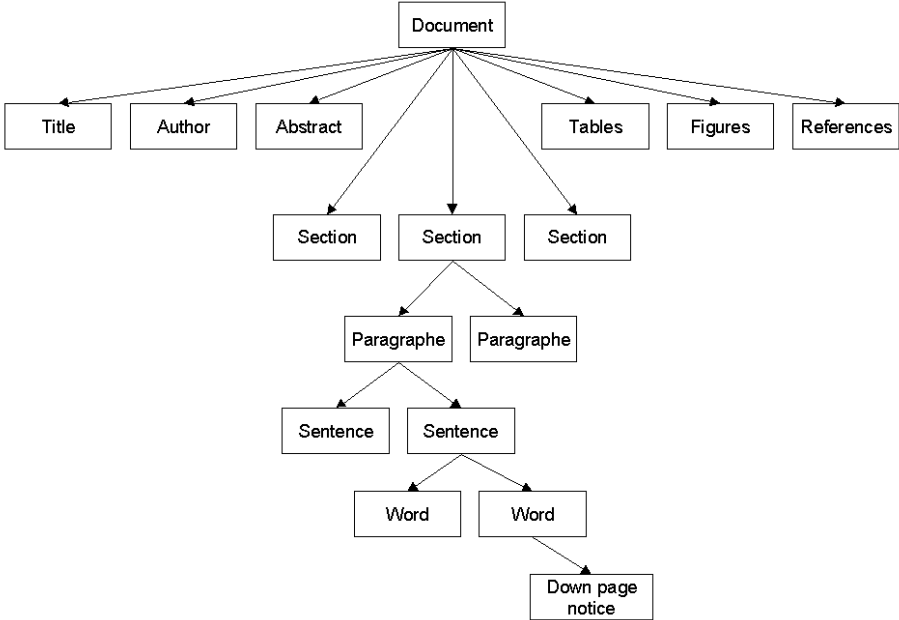 Document
Title
Author
Abstract
Tables
Figures
References
Section
Section
Section
Paragraphe
Paragraphe
Sentence
Sentence
Word
Word
Down page
notice